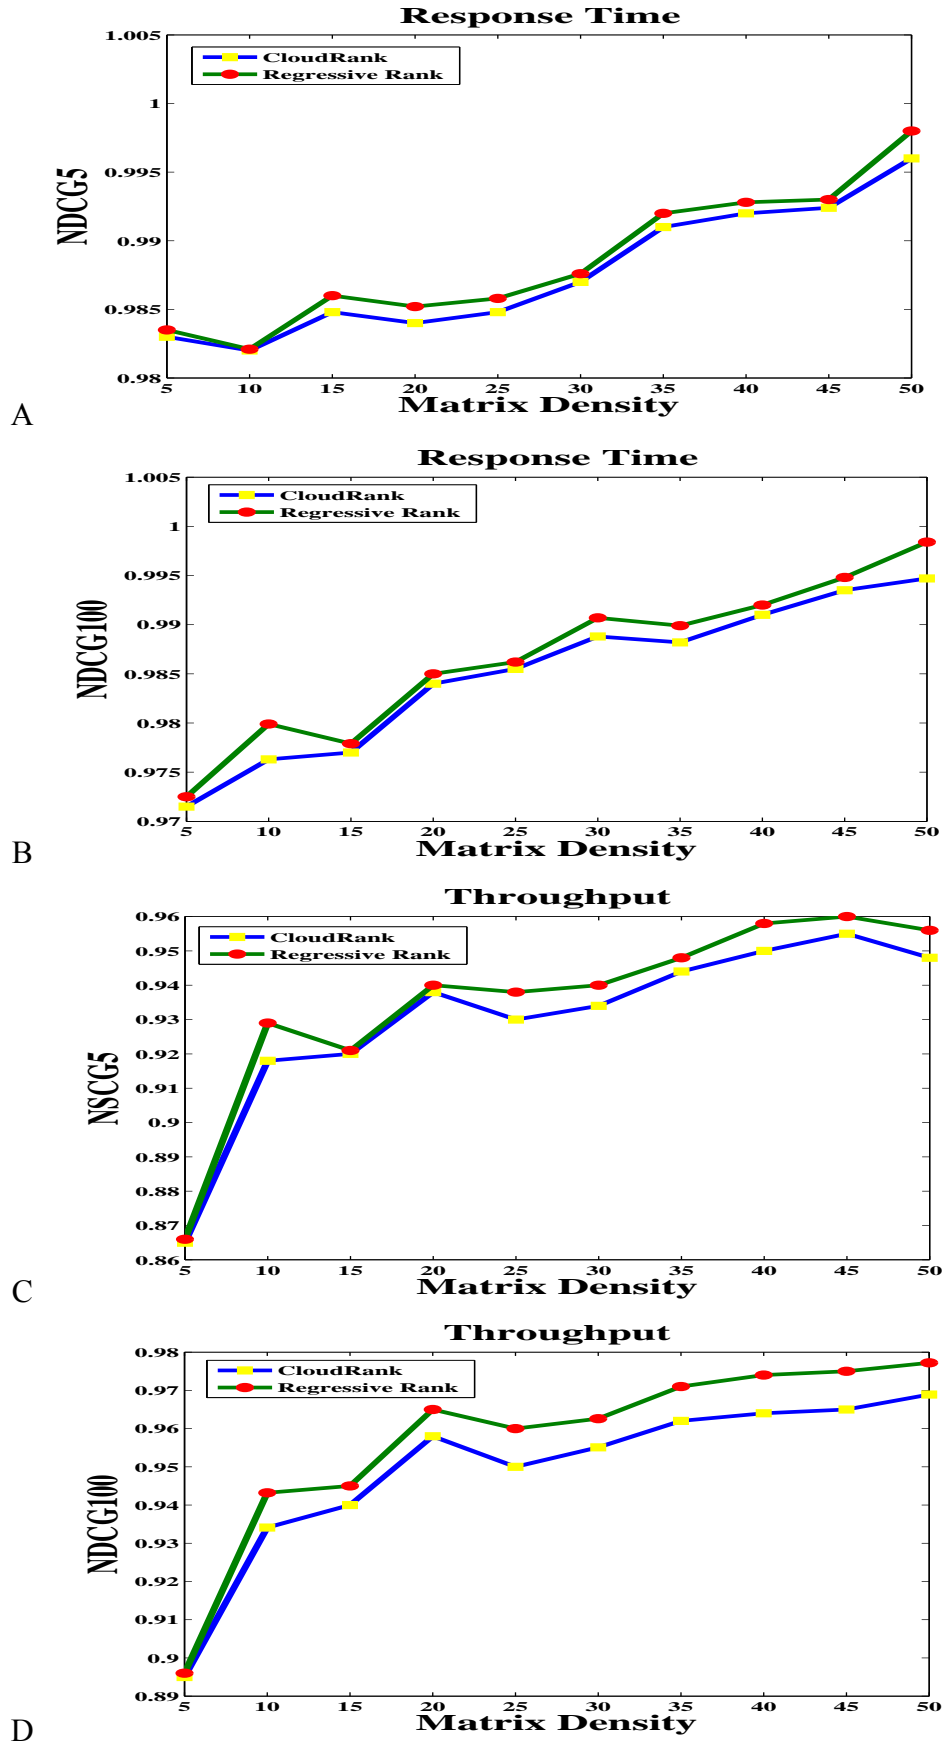 Response Time
1.005
CloudRank
Regressive Rank
1
0.995
NDCG5
0.99
0.985
0.98
5 10 15 20 25 30 35 40 45 50
Matrix Density
A
Response Time
1.005
CloudRank
Regressive Rank
1
0.995
0.99
NDCG100
0.985
0.98
0.975
0.97
5 10 15 20 25 30 35 40 45 50
Matrix Density
B
Throughput
0.96
CloudRank
Regressive Rank
0.95
0.94
0.93
0.92
NSCG5
0.91
0.9
0.89
0.88
0.87
0.86
5 10 15 20 25 30 35 40 45 50
Matrix Density
C
Throughput
0.98
CloudRank
Regressive Rank
0.97
0.96
0.95
0.94
NDCG100
0.93
0.92
0.91
0.9
0.89
5 10 15 20 25 30 35 40 45 50
Matrix Density
D